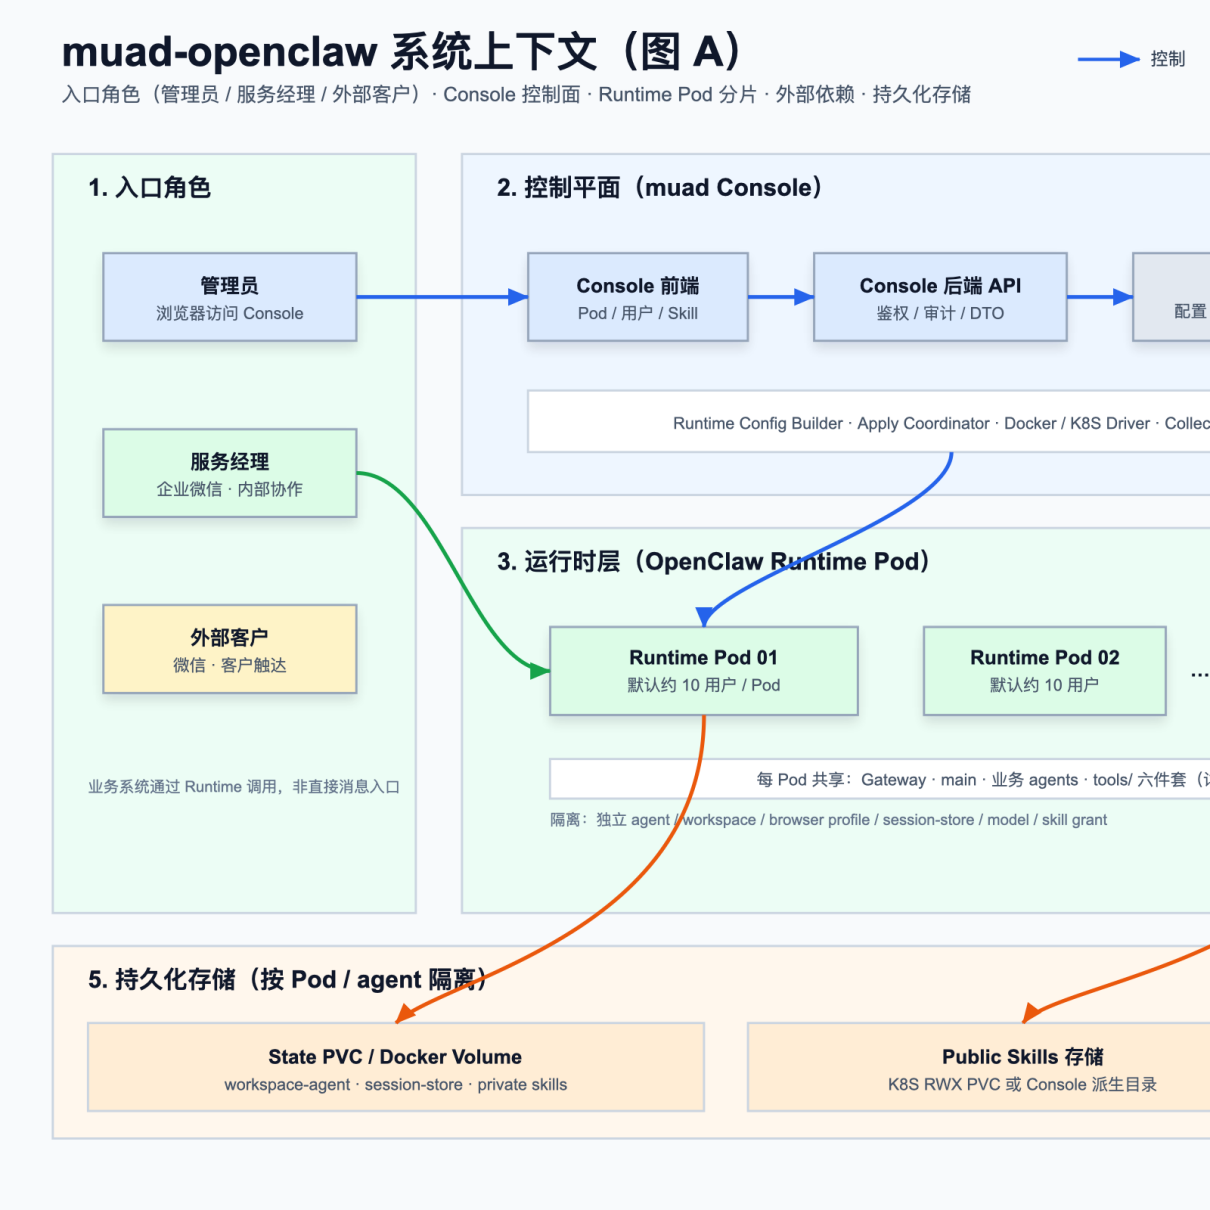 muad-openclaw 系统上下文（图 A）
控制
入口角色（管理员 / 服务经理 / 外部客户）· Console 控制面 · Runtime Pod 分片 · 外部依赖 · 持久化存储
1. 入口角色
管理员
浏览器访问 Console
服务经理
企业微信 · 内部协作
外部客户
微信 · 客户触达
业务系统通过 Runtime 调用，非直接消息入口
2. 控制平面（muad Console）
Console 前端
Pod / 用户 / Skill
Console 后端 API
鉴权 / 审计 / DTO
配置
Runtime Config Builder · Apply Coordinator · Docker / K8S Driver · Collec
3. 运行时层（OpenClaw Runtime Pod）
Runtime Pod 01
默认约 10 用户 / Pod
Runtime Pod 02
默认约 10 用户
...
每 Pod 共享：Gateway · main · 业务 agents · tools/ 六件套（
隔离：独立 agent / workspace / browser profile / session-store / model / skill grant
5. 持久化存储（按 Pod / agent 隔离）
State PVC / Docker Volume
workspace-agent · session-store · private skills
Public Skills 存储
K8S RWX PVC 或 Console 派生目录